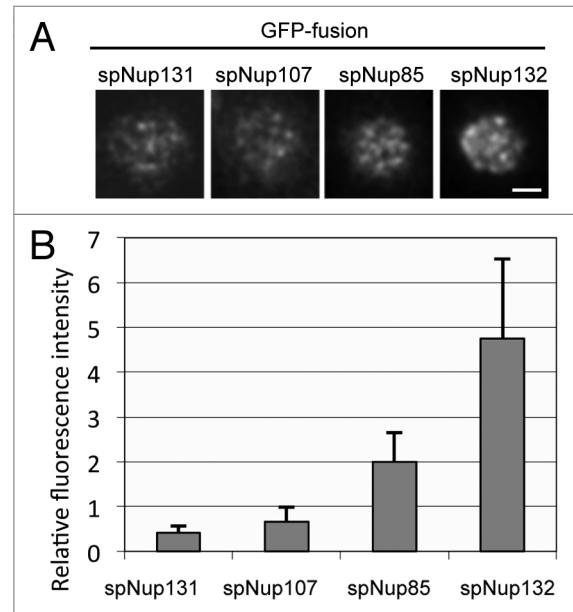 A
GFP-fusion
spNup131 spNup107 spNup85 spNup132
B
Relative fluorescence intensity
7
6
5
4
3
2
1
0
spNup131 spNup107 spNup85 spNup132